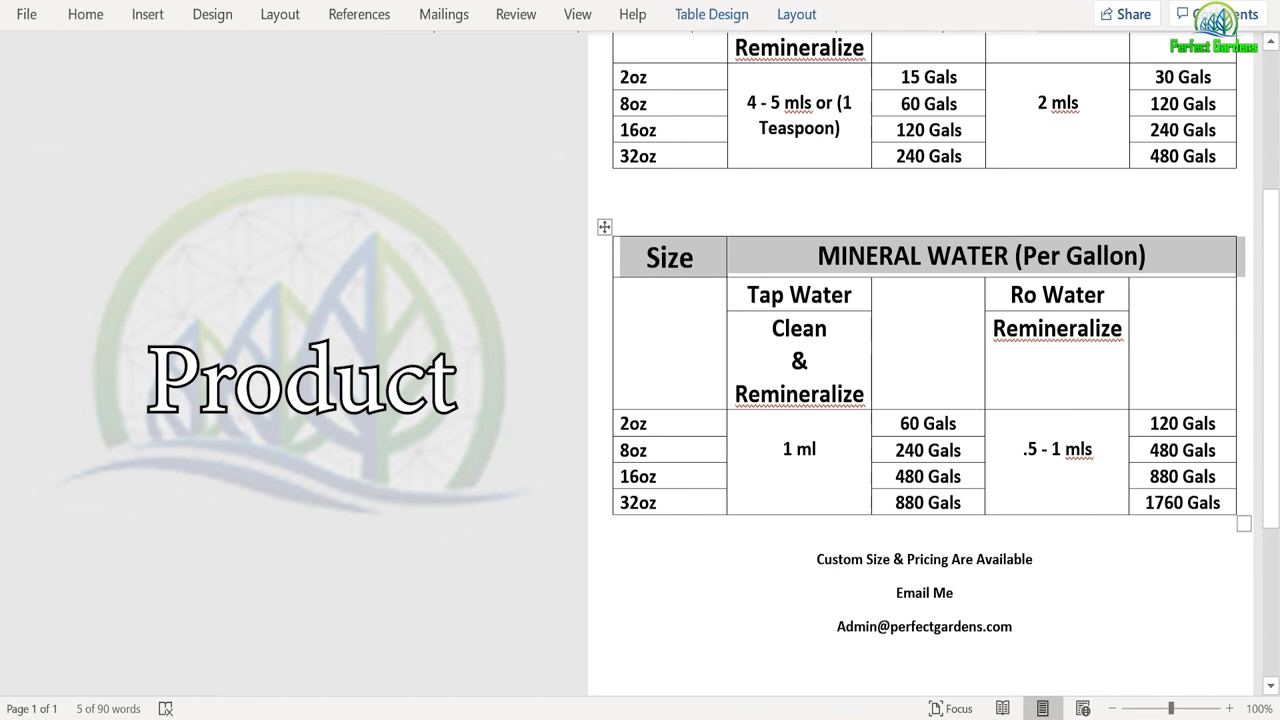 File Home Insert Design Layout References Mailings Review View Help Table Design Layout Share Comments
Perfect Gardens
Remineralize
2oz 4 - 5 mls or (1 Teaspoon) 15 Gals 2 mls 30 Gals
8oz 60 Gals 120 Gals
16oz 120 Gals 240 Gals
32oz 240 Gals 480 Gals
Size MINERAL WATER (Per Gallon)
Tap Water Ro Water
Clean Remineralize
&
Remineralize
2oz 60 Gals 120 Gals
8oz 1 ml 240 Gals .5 - 1 mls 480 Gals
16oz 480 Gals 880 Gals
32oz 880 Gals 1760 Gals
Product
Custom Size & Pricing Are Available
Email Me
Admin@perfectgardens.com
Page 1 of 1 5 of 90 words Focus 100%